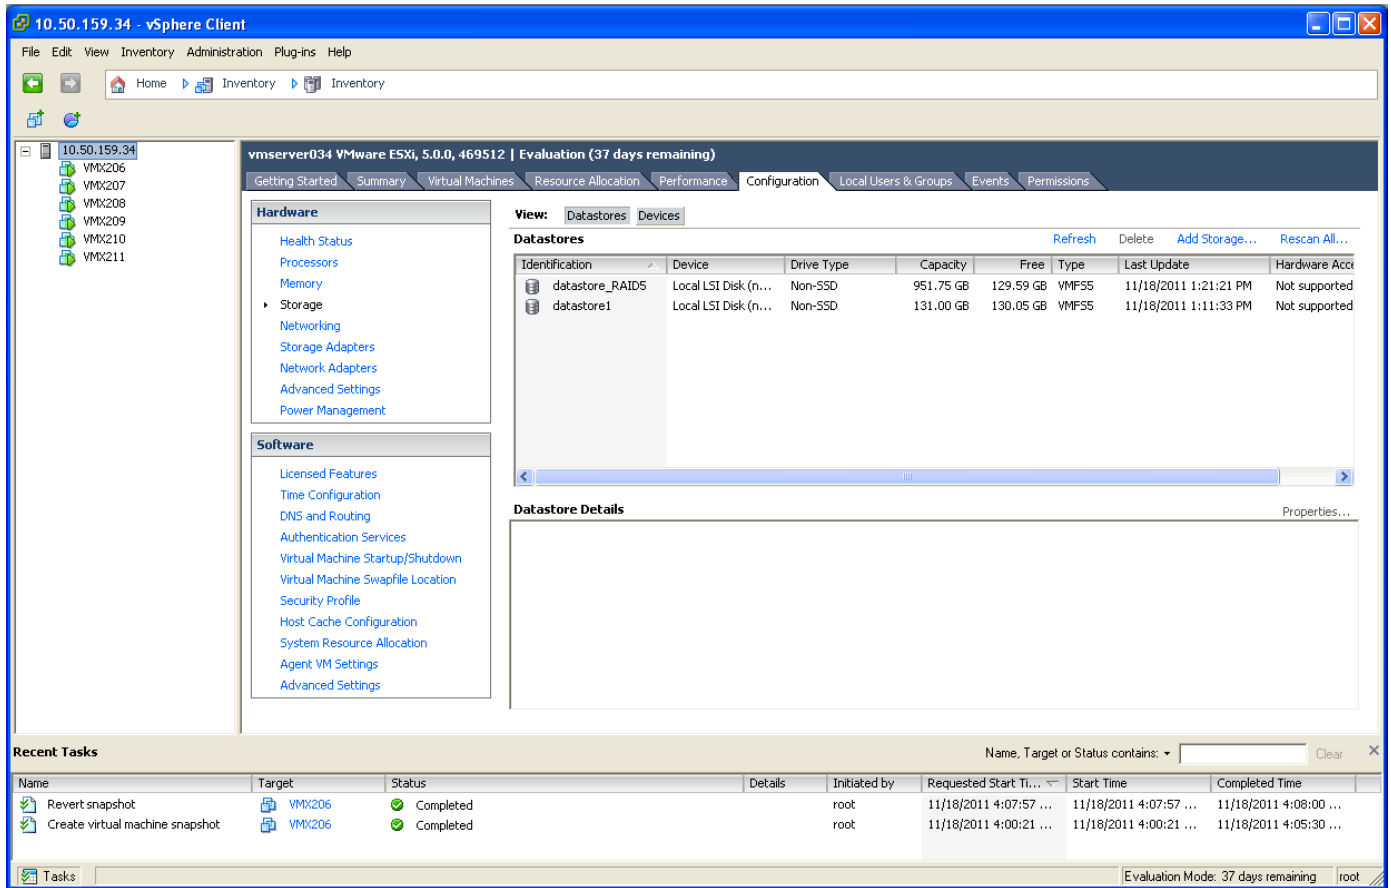 10.50.159.34 - vSphere Client
File Edit View Inventory Administration Plug-ins Help
Home Inventory Inventory
10.50.159.34
VMX206
VMX207
VMX208
VMX209
VMX210
VMX211
vmserver034 VMware ESXi, 5.0.0, 469512 | Evaluation (37 days remaining)
Getting Started Summary Virtual Machines Resource Allocation Performance Configuration Local Users & Groups Events Permissions
Hardware
Health Status
Processors
Memory
Storage
Networking
Storage Adapters
Network Adapters
Advanced Settings
Power Management
Software
Licensed Features
Time Configuration
DNS and Routing
Authentication Services
Virtual Machine Startup/Shutdown
Virtual Machine Swapfile Location
Security Profile
Host Cache Configuration
System Resource Allocation
Agent VM Settings
Advanced Settings
View: Datastores Devices
Datastores Refresh Delete Add Storage... Rescan All...
Identification Device Drive Type Capacity Free Type Last Update Hardware Acce
datastore_RAID5 Local LSI Disk (n... Non-SSD 951.75 GB 129.59 GB VMFS5 11/18/2011 1:21:21 PM Not supported
datastore1 Local LSI Disk (n... Non-SSD 131.00 GB 130.05 GB VMFS5 11/18/2011 1:11:33 PM Not supported
Datastore Details Properties...
Recent Tasks Name, Target or Status contains: Clear
Name Target Status Details Initiated by Requested Start Ti... Start Time Completed Time
Revert snapshot VMX206 Completed root 11/18/2011 4:07:57 ... 11/18/2011 4:07:57 ... 11/18/2011 4:08:00 ...
Create virtual machine snapshot VMX206 Completed root 11/18/2011 4:00:21 ... 11/18/2011 4:00:21 ... 11/18/2011 4:05:30 ...
Tasks Evaluation Mode: 37 days remaining root